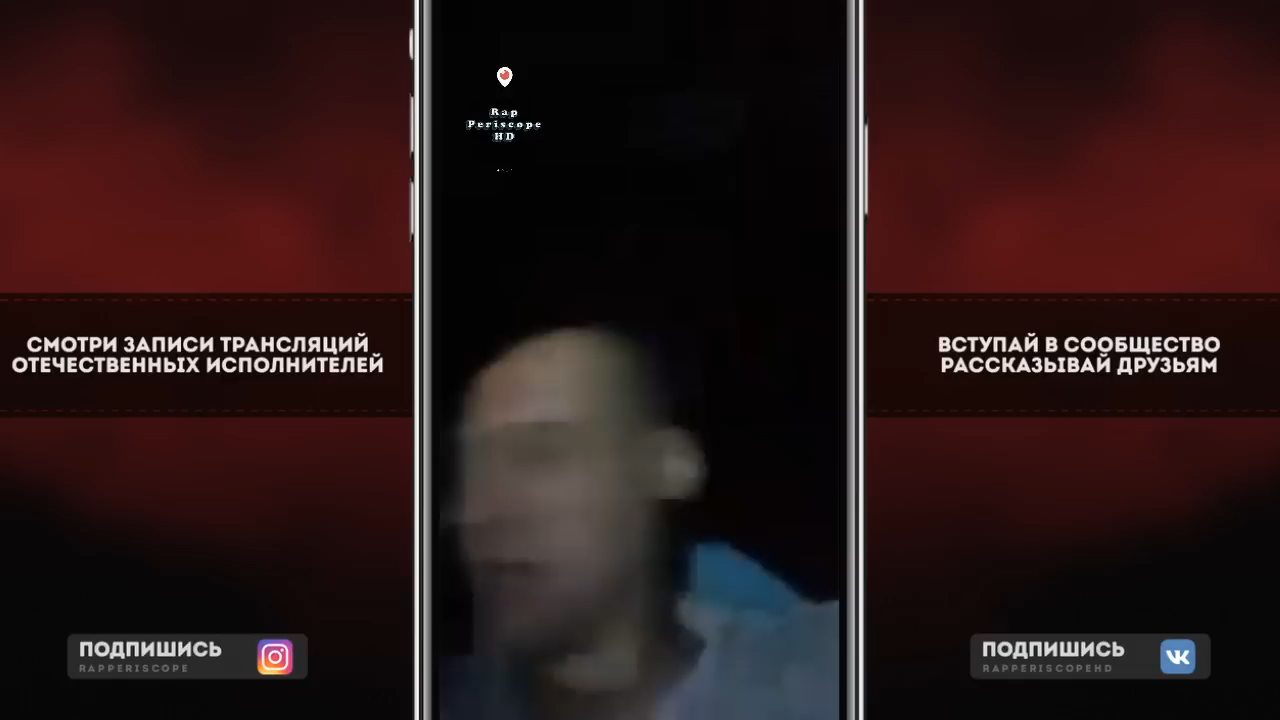 Rap
Periscope
HD
СМОТРИ ЗАПИСИ ТРАНСЛЯЦИЙ
ОТЕЧЕСТВЕННЫХ ИСПОЛНИТЕЛЕЙ
ВСТУПАЙ В СООБЩЕСТВО
РАССКАЗЫВАЙ ДРУЗЬЯМ
ПОДПИШИСЬ
RAPPERISCOPE
ПОДПИШИСЬ
RAPPERISCOPEHD